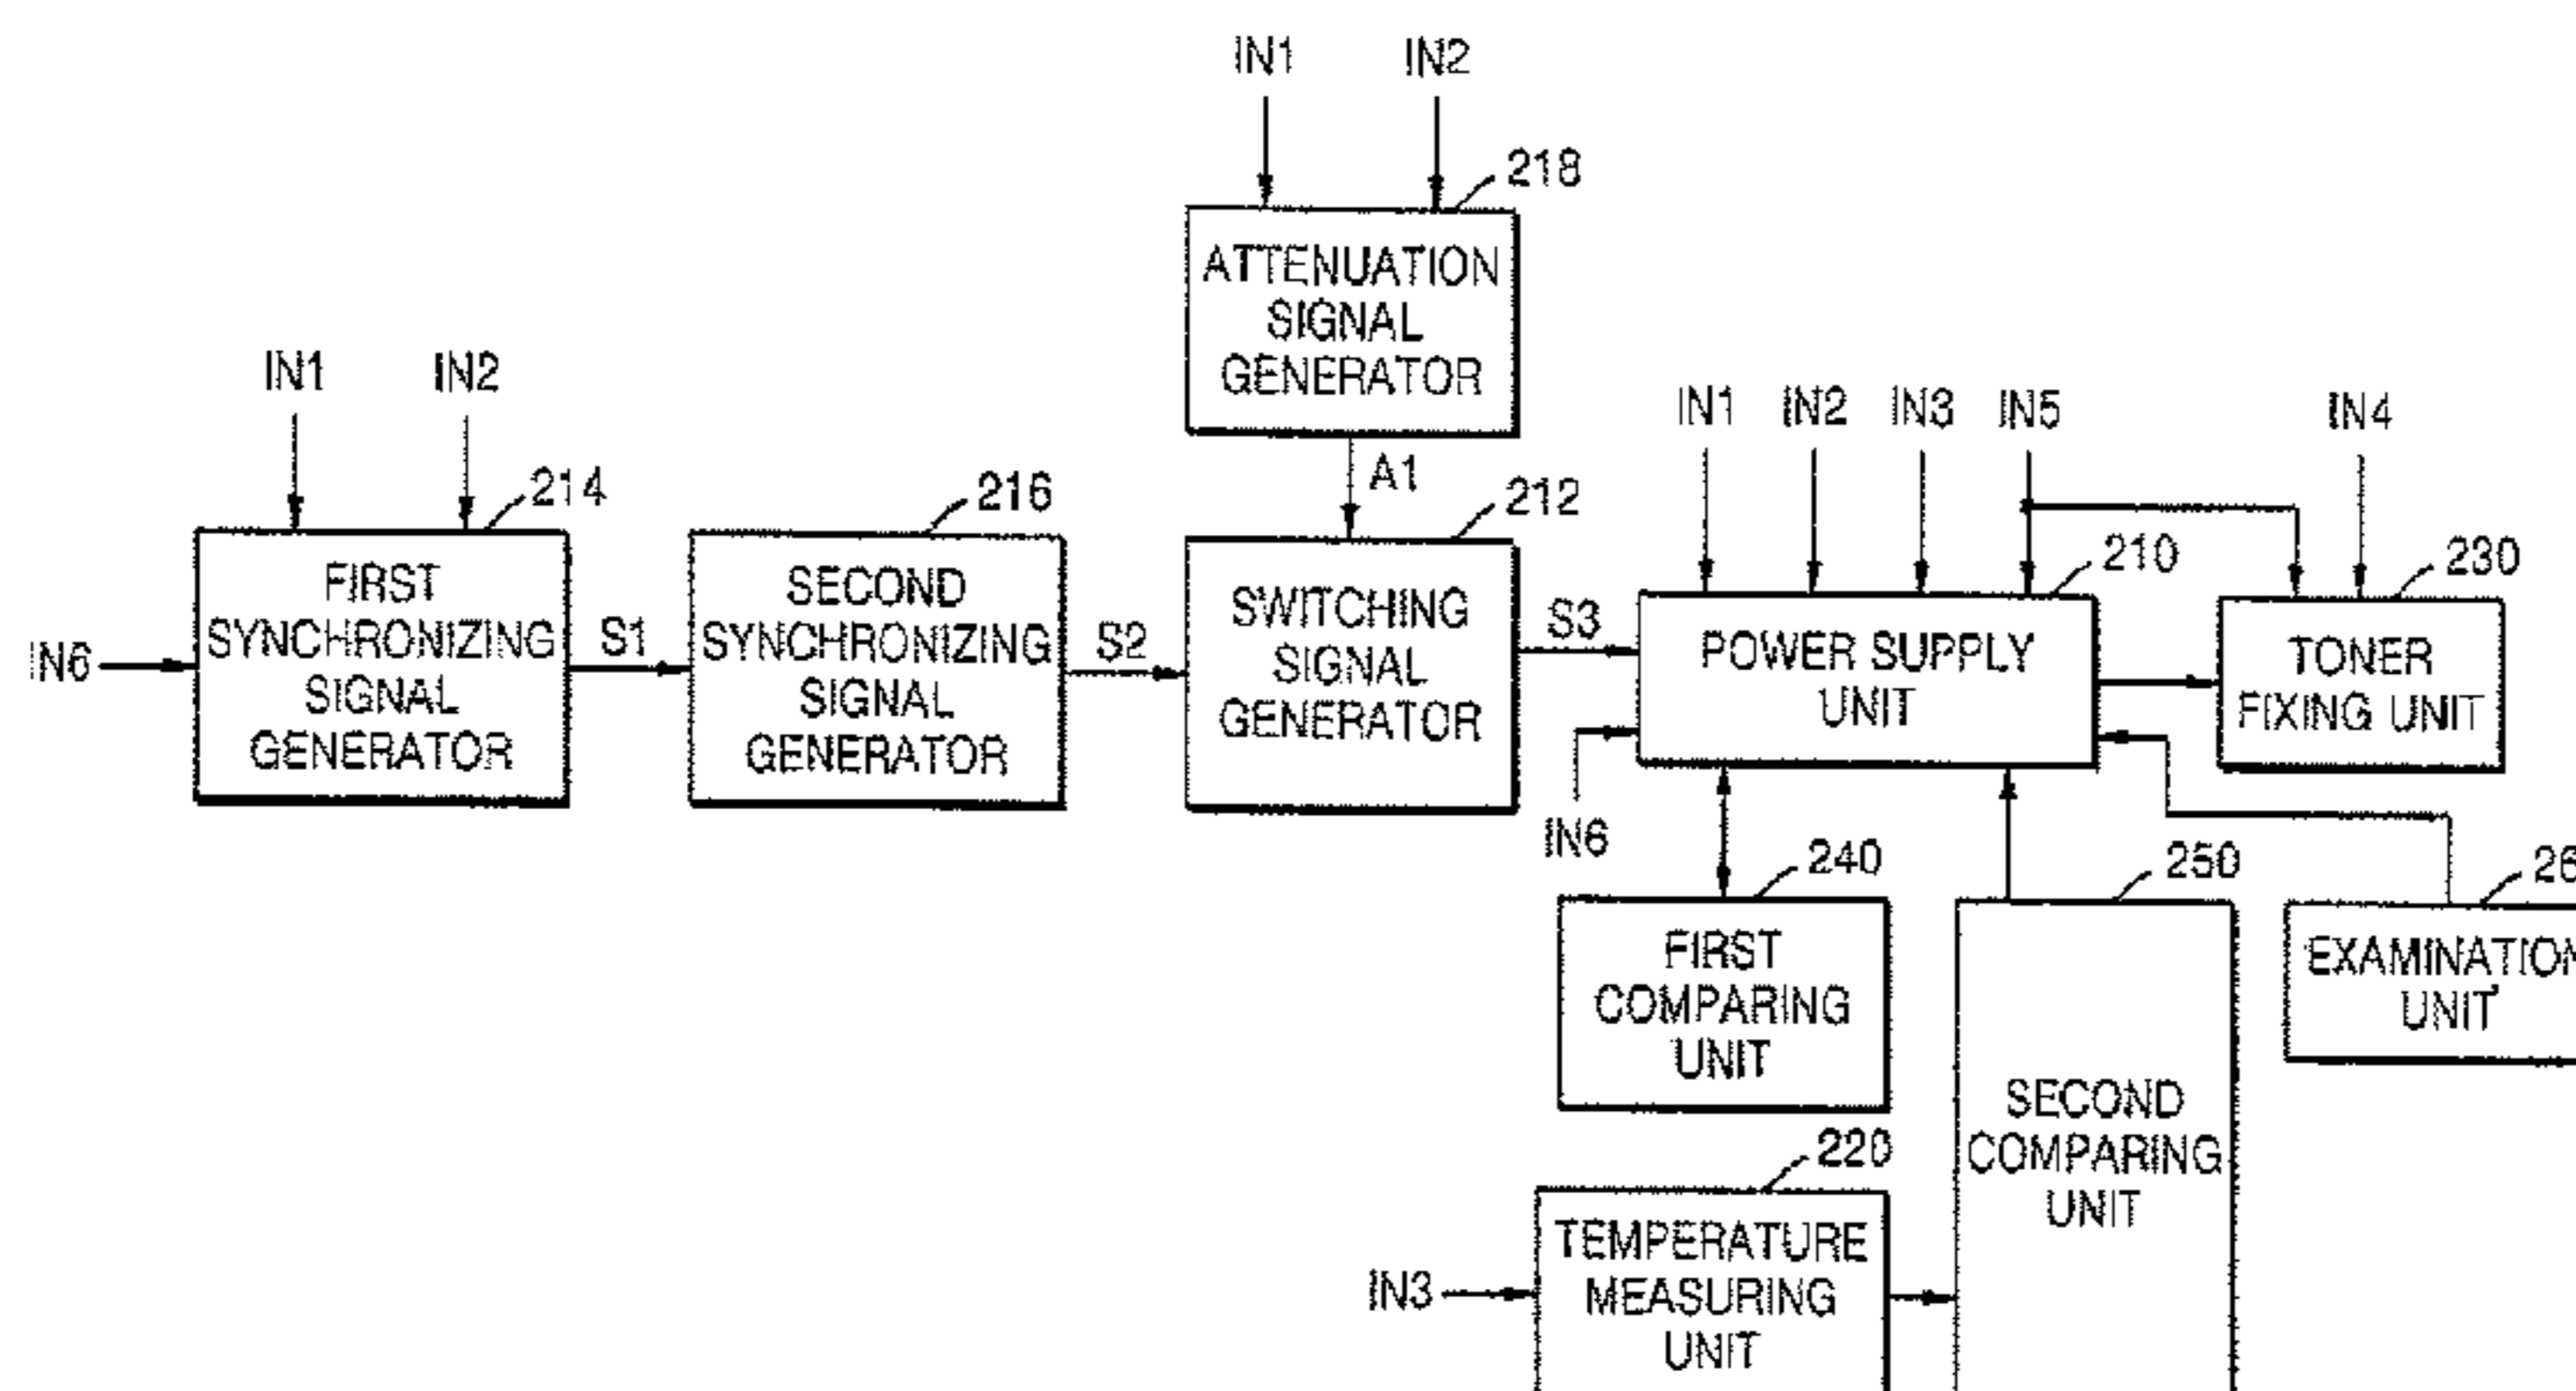 IN1 IN2
218
ATTENUATION
SIGNAL
GENERATOR
IN1 IN2
IN1 IN2 IN3 IN5 IN4
A1
214
216
212
210
230
FIRST
SYNCHRONIZING
SIGNAL
GENERATOR
SECOND
SYNCHRONIZING
SIGNAL
GENERATOR
SWITCHING
SIGNAL
GENERATOR
POWER SUPPLY
UNIT
TONER
FIXING UNIT
IN6
S1
S2
S3
IN6
240
250
26
FIRST
COMPARING
UNIT
EXAMINATION
UNIT
SECOND
COMPARING
UNIT
220
TEMPERATURE
MEASURING
UNIT
IN3